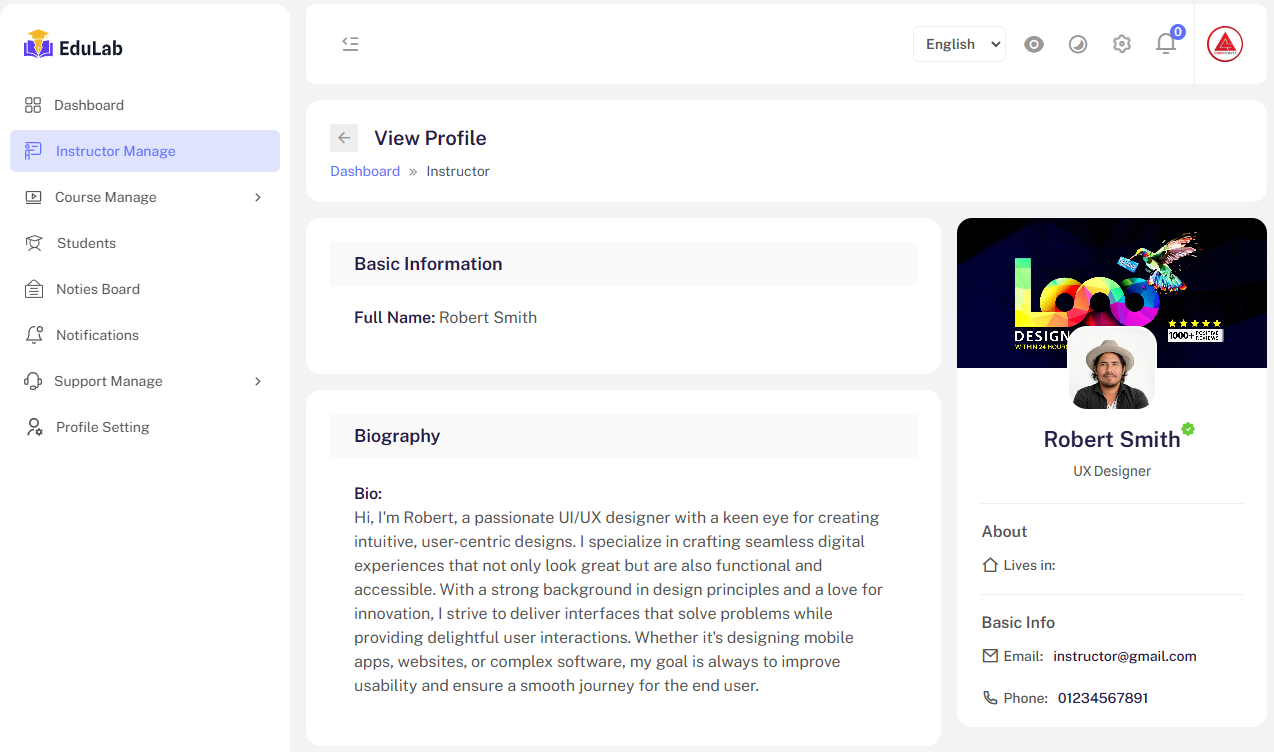 EduLab
English
0
Dashboard
Instructor Manage
Course Manage
Students
Noties Board
Notifications
Support Manage
Profile Setting
View Profile
Dashboard » Instructor
Basic Information
Full Name: Robert Smith
Biography
Bio:
Hi, I'm Robert, a passionate UI/UX designer with a keen eye for creating
intuitive, user-centric designs. I specialize in crafting seamless digital
experiences that not only look great but are also functional and
accessible. With a strong background in design principles and a love for
innovation, I strive to deliver interfaces that solve problems while
providing delightful user interactions. Whether it's designing mobile
apps, websites, or complex software, my goal is always to improve
usability and ensure a smooth journey for the end user.
LOGO
DESIGN
WITHIN 24 HOURS
1000+ POSITIVE REVIEWS
Robert Smith
UX Designer
About
Lives in:
Basic Info
Email: instructor@gmail.com
Phone: 01234567891